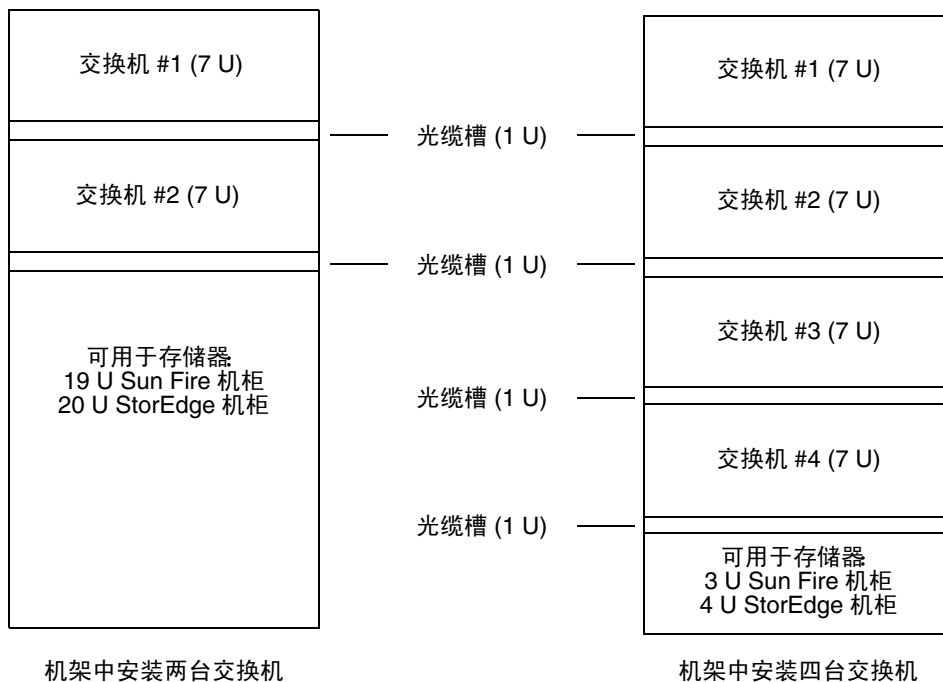 交换机 #1 (7 U)
交换机 #2 (7 U)
可用于存储器:
19 U Sun Fire 机柜
20 U StorEdge 机柜
机架中安装两台交换机
光缆槽 (1 U)
光缆槽 (1 U)
光缆槽 (1 U)
光缆槽 (1 U)
交换机 #1 (7 U)
交换机 #2 (7 U)
交换机 #3 (7 U)
交换机 #4 (7 U)
可用于存储器:
3 U Sun Fire 机柜
4 U StorEdge 机柜
机架中安装四台交换机